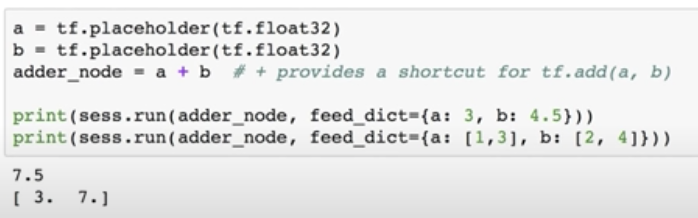 a = tf.placeholder(tf.float32)
b = tf.placeholder(tf.float32)
adder_node = a + b  # + provides a shortcut for tf.add(a, b)

print(sess.run(adder_node, feed_dict={a: 3, b: 4.5}))
print(sess.run(adder_node, feed_dict={a: [1,3], b: [2, 4]}))
7.5
[ 3.  7.]